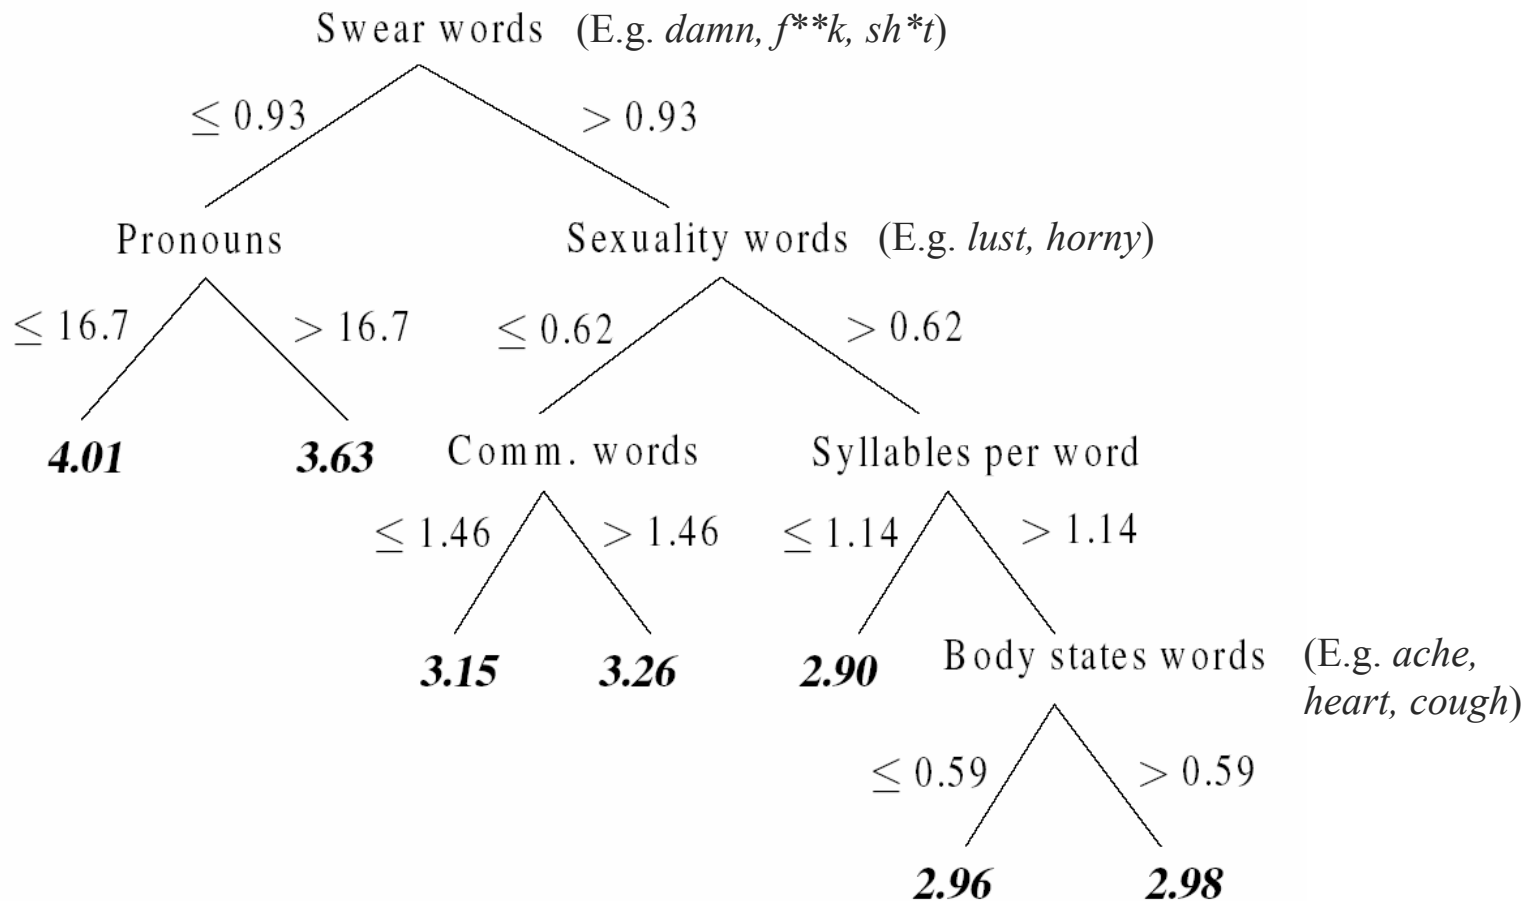 Swear words (E.g. damn, f**k, sh*t)
≤ 0.93 > 0.93
Pronouns Sexuality words (E.g. lust, horny)
≤ 16.7 > 16.7 ≤ 0.62 > 0.62
4.01 3.63 Comm. words Syllables per word
≤ 1.46 > 1.46 ≤ 1.14 > 1.14
3.15 3.26 2.90 Body states words (E.g. ache,
heart, cough)
≤ 0.59 > 0.59
2.96 2.98